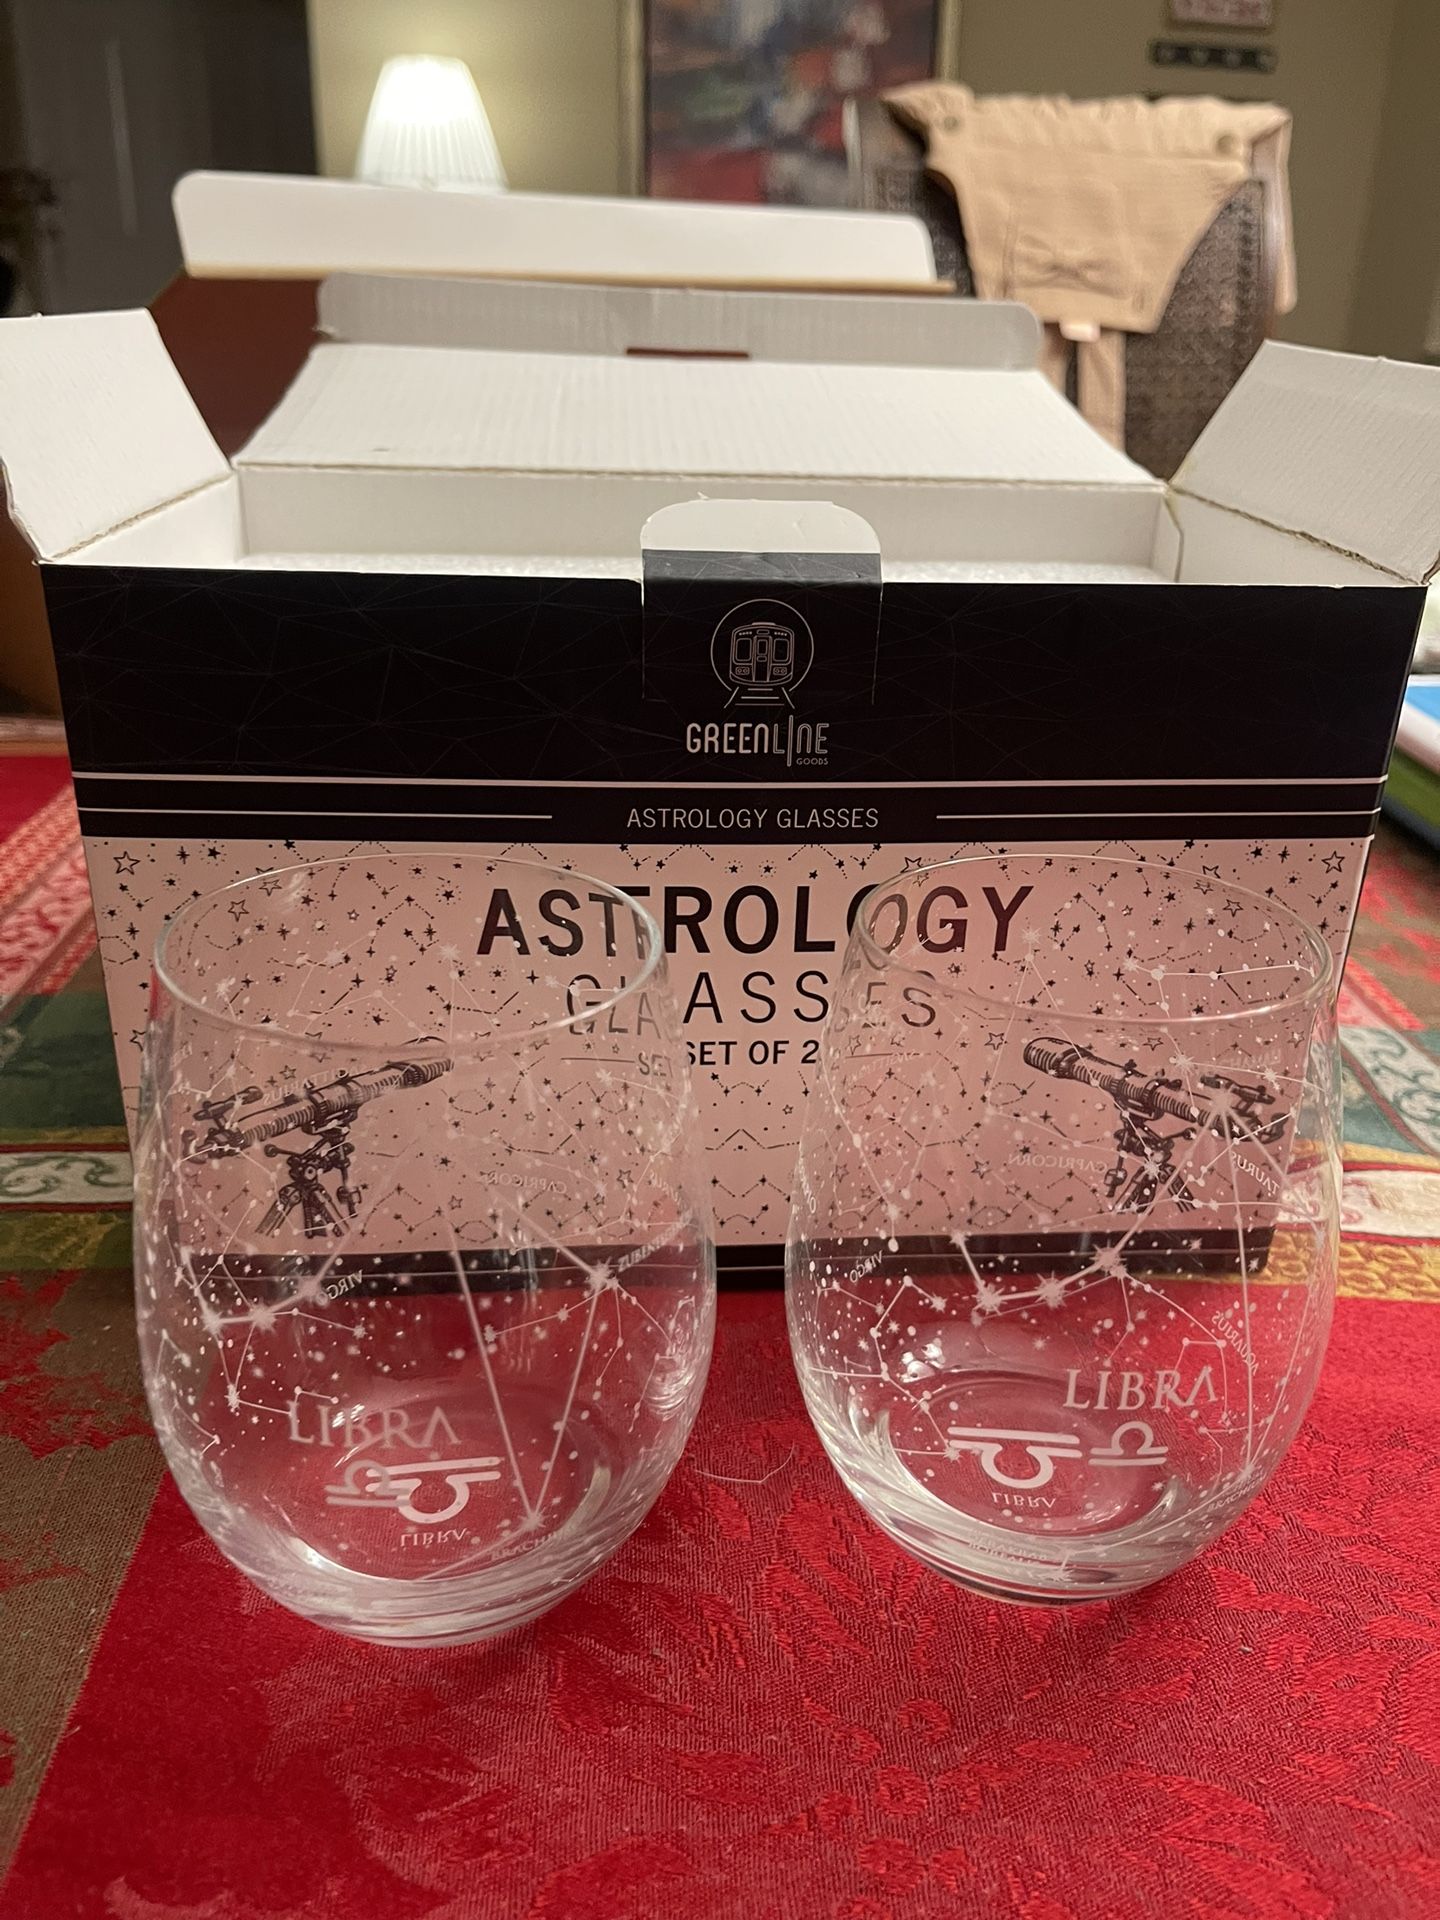 GREENLINE
GOODS
ASTROLOGY GLASSES
ASTROLOGY
GLASSES
SET OF 2
SAGITTARIUS
CAPRICORN
CAPRICORN
TAURUS
VIRGO
VIRGO
AQUARIUS
LIBRA
LIBRA
LIBRA
LIBRA